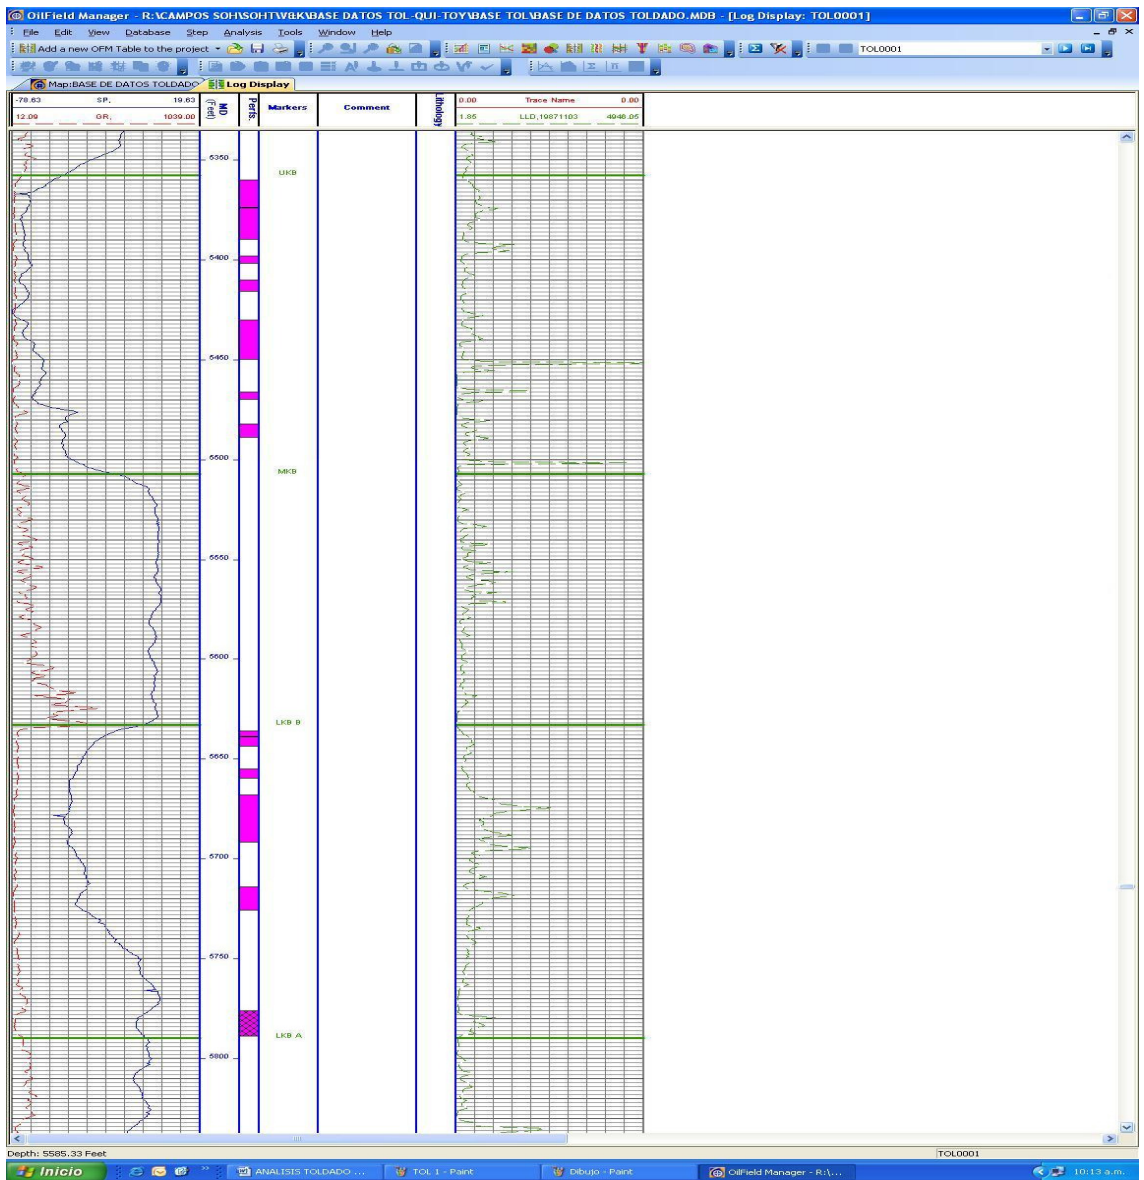 OilField Manager - R:\CAMPOS SOH\SOHT\V&K\BASE DATOS TOL-QUI-TOY\BASE TOL\BASE DE DATOS TOLDADO.MDB - [Log Display: TOL0001]
File Edit View Database Step Analysis Tools Window Help
Add a new OFM Table to the project TOL0001
Map:BASE DE DATOS TOLDADO Log Display
-78.63 SP, 19.63
12.09 GR, 1039.00
MD (Feet)
Perfs.
Markers
Comment
Lithology
0.00 Trace Name 0.00
1.85 LLD,19871103 4946.05
5350
UKB
5400
5450
5500
MKB
5550
5600
LKB B
5650
5700
5750
LKB A
5800
Depth: 5585.33 Feet TOL0001
Inicio ANALISIS TOLDADO ... TOL 1 - Paint Dibujo - Paint OilField Manager - R:\... 10:13 a.m.